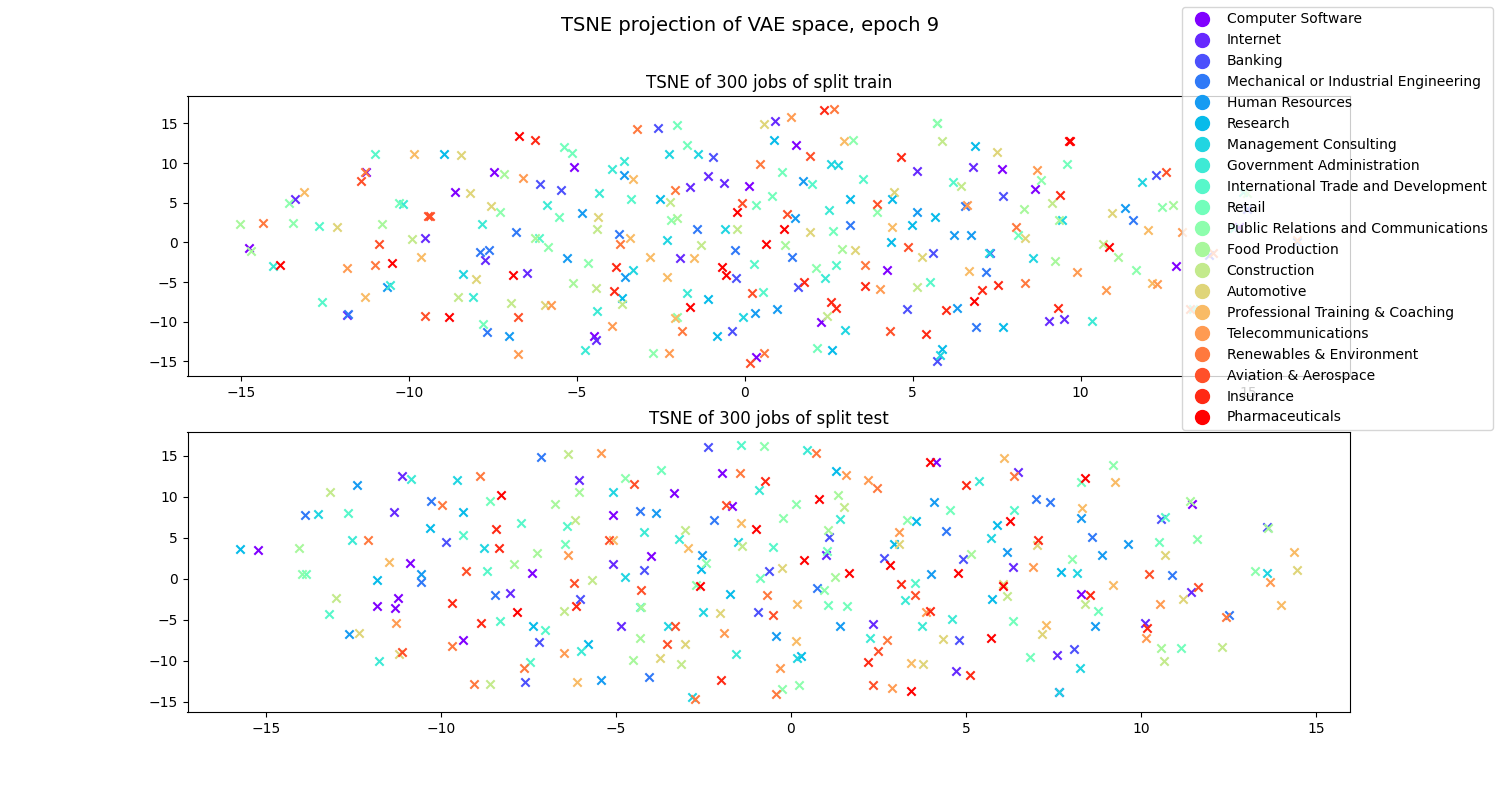 TSNE projection of VAE space, epoch 9
TSNE of 300 jobs of split train
15
10
5
0
−5
−10
−15
−15
−10
−5
0
5
10
15
TSNE of 300 jobs of split test
15
10
5
0
−5
−10
−15
−15
−10
−5
0
5
10
15
Computer Software
Internet
Banking
Mechanical or Industrial Engineering
Human Resources
Research
Management Consulting
Government Administration
International Trade and Development
Retail
Public Relations and Communications
Food Production
Construction
Automotive
Professional Training & Coaching
Telecommunications
Renewables & Environment
Aviation & Aerospace
Insurance
Pharmaceuticals